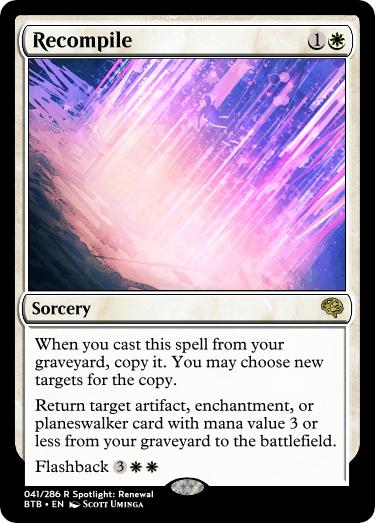 Recompile 1
Sorcery
When you cast this spell from your
graveyard, copy it. You may choose new
targets for the copy.
Return target artifact, enchantment, or
planeswalker card with mana value 3 or
less from your graveyard to the battlefield.
Flashback 3
041/286 R Spotlight: Renewal
BTB • EN Scott Uminga